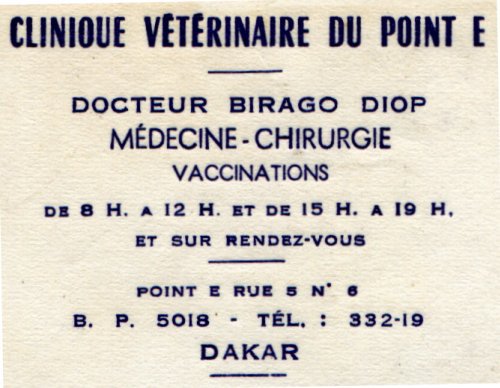 CLINIQUE VÉTÉRINAIRE DU POINT E
DOCTEUR BIRAGO DIOP
MÉDECINE - CHIRURGIE
VACCINATIONS
DE 8 H. A 12 H. ET DE 15 H. A 19 H.
ET SUR RENDEZ-VOUS
POINT E RUE 5 N° 6
B. P. 5018 - TÉL. : 332-19
DAKAR